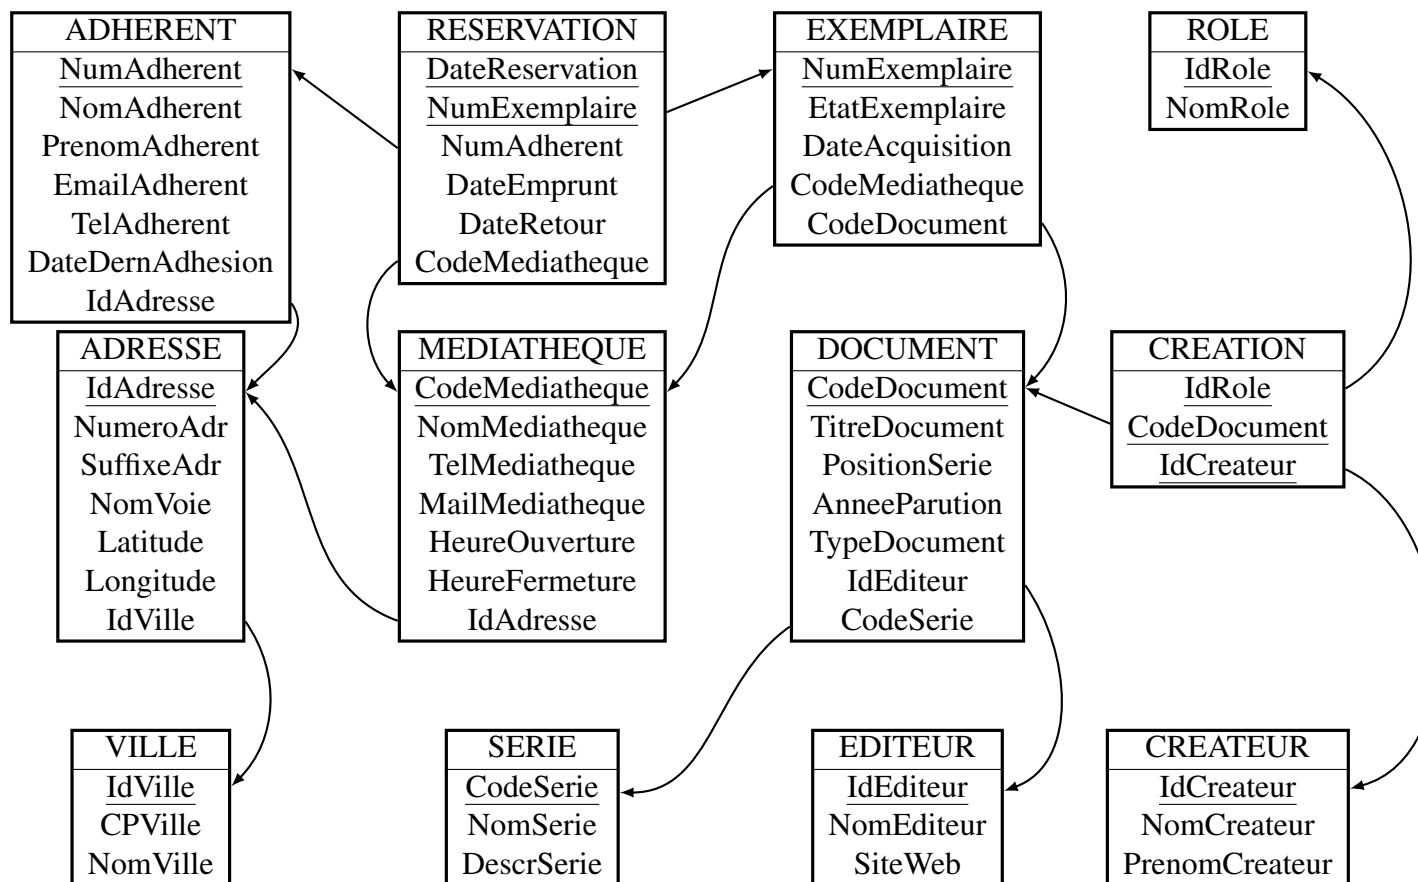 ADHERENT
NumAdherent
NomAdherent
PrenomAdherent
EmailAdherent
TelAdherent
DateDernAdhesion
IdAdresse
RESERVATION
DateReservation
NumExemplaire
NumAdherent
DateEmprunt
DateRetour
CodeMediatheque
EXEMPLAIRE
NumExemplaire
EtatExemplaire
DateAcquisition
CodeMediatheque
CodeDocument
ROLE
IdRole
NomRole
ADRESSE
IdAdresse
NumeroAdr
SuffixeAdr
NomVoie
Latitude
Longitude
IdVille
MEDIATHEQUE
CodeMediatheque
NomMediatheque
TelMediatheque
MailMediatheque
HeureOuverture
HeureFermeture
IdAdresse
DOCUMENT
CodeDocument
TitreDocument
PositionSerie
AnneeParution
TypeDocument
IdEditeur
CodeSerie
CREATION
IdRole
CodeDocument
IdCreateur
VILLE
IdVille
CPVille
NomVille
SERIE
CodeSerie
NomSerie
DescrSerie
EDITEUR
IdEditeur
NomEditeur
SiteWeb
CREATEUR
IdCreateur
NomCreateur
PrenomCreateur